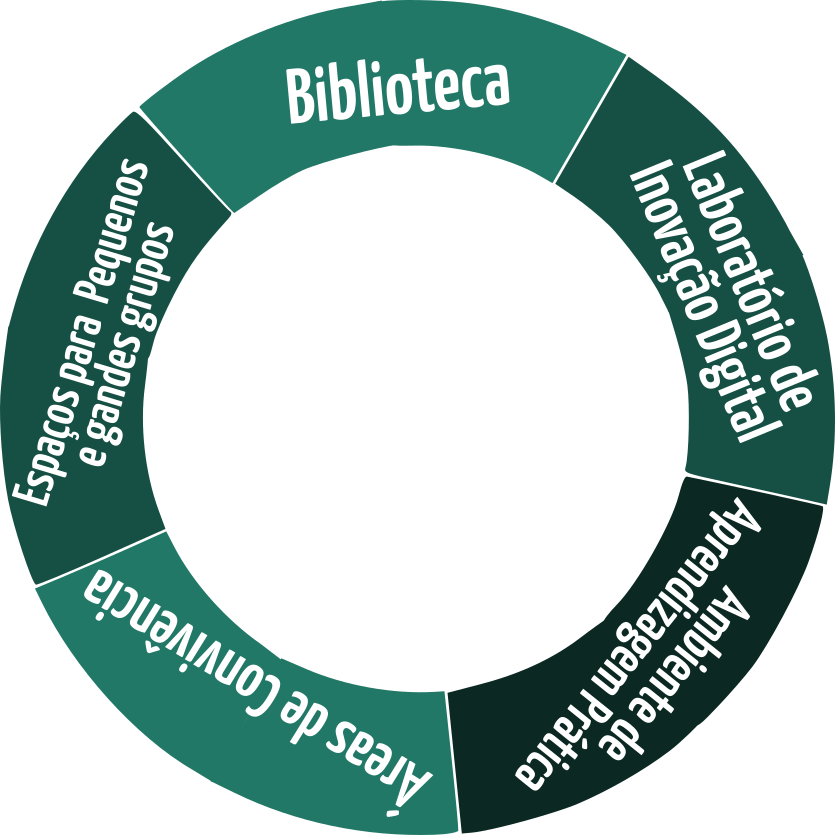 Biblioteca
Laboratório de
Inovação Digital
Ambiente de
Aprendizagem Prática
Áreas de Convivência
Espaços para Pequenos
e gandes grupos